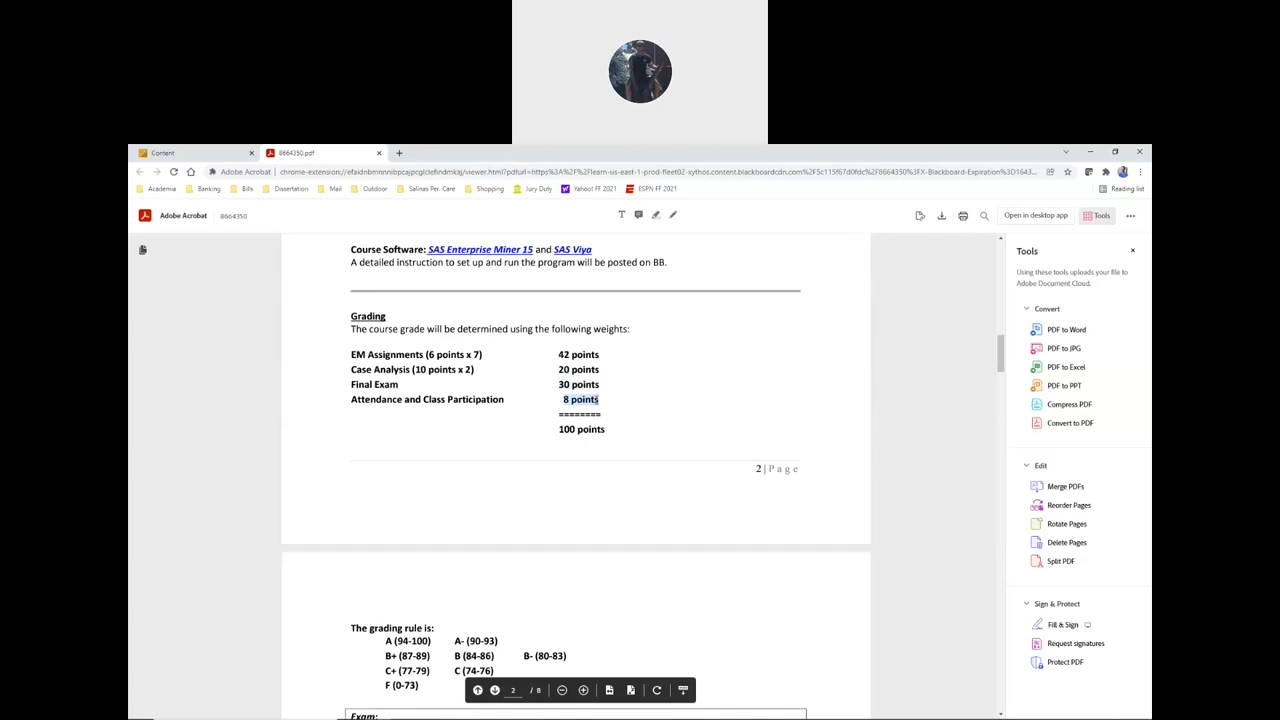 Content
8664350.pdf
Adobe Acrobat
Academia
Banking
Bills
Dissertation
Mail
Outdoor
Salinas Per. Care
Shopping
Jury Duty
Yahoo! FF 2021
ESPN FF 2021
Reading list
Adobe Acrobat
8664350
Open in desktop app
Tools
Course Software: SAS Enterprise Miner 15 and SAS Viya
A detailed instruction to set up and run the program will be posted on BB.
Grading
The course grade will be determined using the following weights:
EM Assignments (6 points x 7) 42 points
Case Analysis (10 points x 2) 20 points
Final Exam 30 points
Attendance and Class Participation 8 points
========
100 points
2 | P a g e
The grading rule is:
A (94-100) A- (90-93)
B+ (87-89) B (84-86) B- (80-83)
C+ (77-79) C (74-76)
F (0-73)
Exam:
2 / 8
Tools
Using these tools uploads your file to
Adobe Document Cloud.
Convert
PDF to Word
PDF to JPG
PDF to Excel
PDF to PPT
Compress PDF
Convert to PDF
Edit
Merge PDFs
Reorder Pages
Rotate Pages
Delete Pages
Split PDF
Sign & Protect
Fill & Sign
Request signatures
Protect PDF